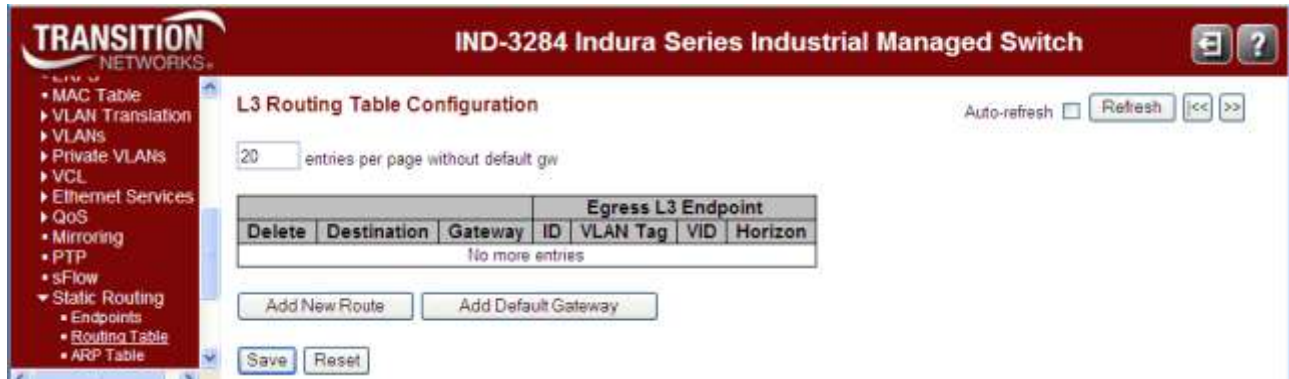 TRANSITION
NETWORKS
IND-3284 Indura Series Industrial Managed Switch
?
MAC Table
VLAN Translation
VLANs
Private VLANs
VCL
Ethernet Services
QoS
Mirroring
PTP
sFlow
Static Routing
Endpoints
Routing Table
ARP Table
L3 Routing Table Configuration
Auto-refresh Refresh |<< >>
20 entries per page without default gw
Egress L3 Endpoint
Delete Destination Gateway ID VLAN Tag VID Horizon
No more entries
Add New Route Add Default Gateway
Save Reset